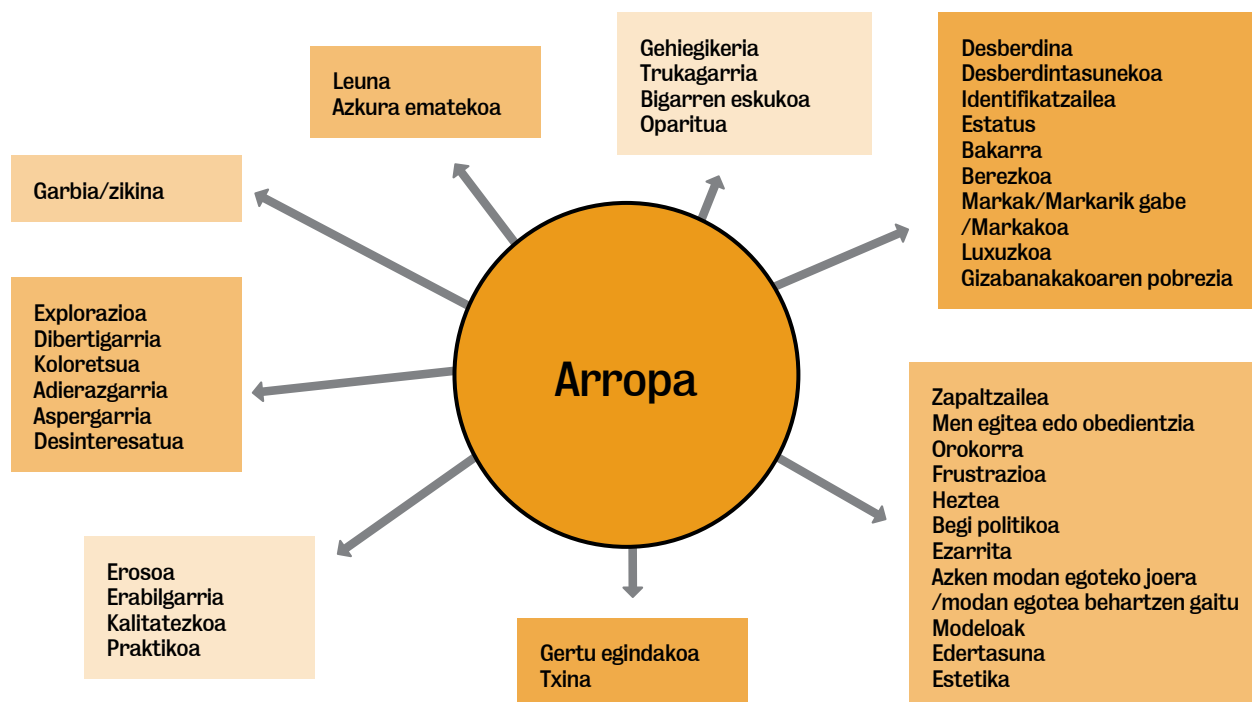 Leuna
Azkura ematekoa
Gehiegikeria
Trukagarria
Bigarren eskukoa
Oparitua
Desberdina
Desberdintasunekoa
Identifikatzailea
Estatus
Bakarra
Berezkoa
Markak/Markarik gabe
/Markakoa
Luxuzkoa
Gizabanakakoaren pobrezia
Garbia/zikina
Explorazioa
Dibertigarria
Koloretsua
Adierazgarria
Aspergarria
Desinteresatua
Arropa
Zapaltzailea
Men egitea edo obedientzia
Orokorra
Frustrazioa
Heztea
Begi politikoa
Ezarrita
Azken modan egoteko joera
/modan egotea behartzen gaitu
Modeloak
Edertasuna
Estetika
Erosoa
Erabilgarria
Kalitatezkoa
Praktikoa
Gertu egindakoa
Txina